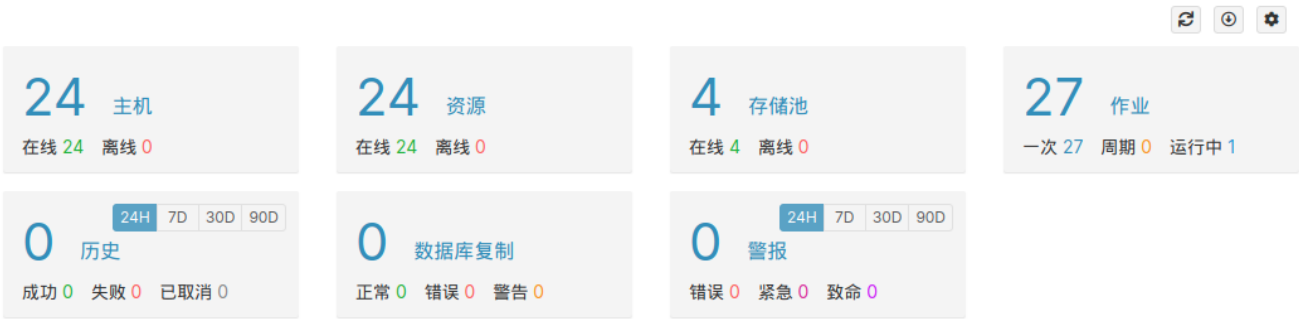 24 主机
在线 24 离线 0
24 资源
在线 24 离线 0
4 存储池
在线 4 离线 0
27 作业
一次 27 周期 0 运行中 1
24H 7D 30D 90D
0 历史
成功 0 失败 0 已取消 0
0 数据库复制
正常 0 错误 0 警告 0
24H 7D 30D 90D
0 警报
错误 0 紧急 0 致命 0